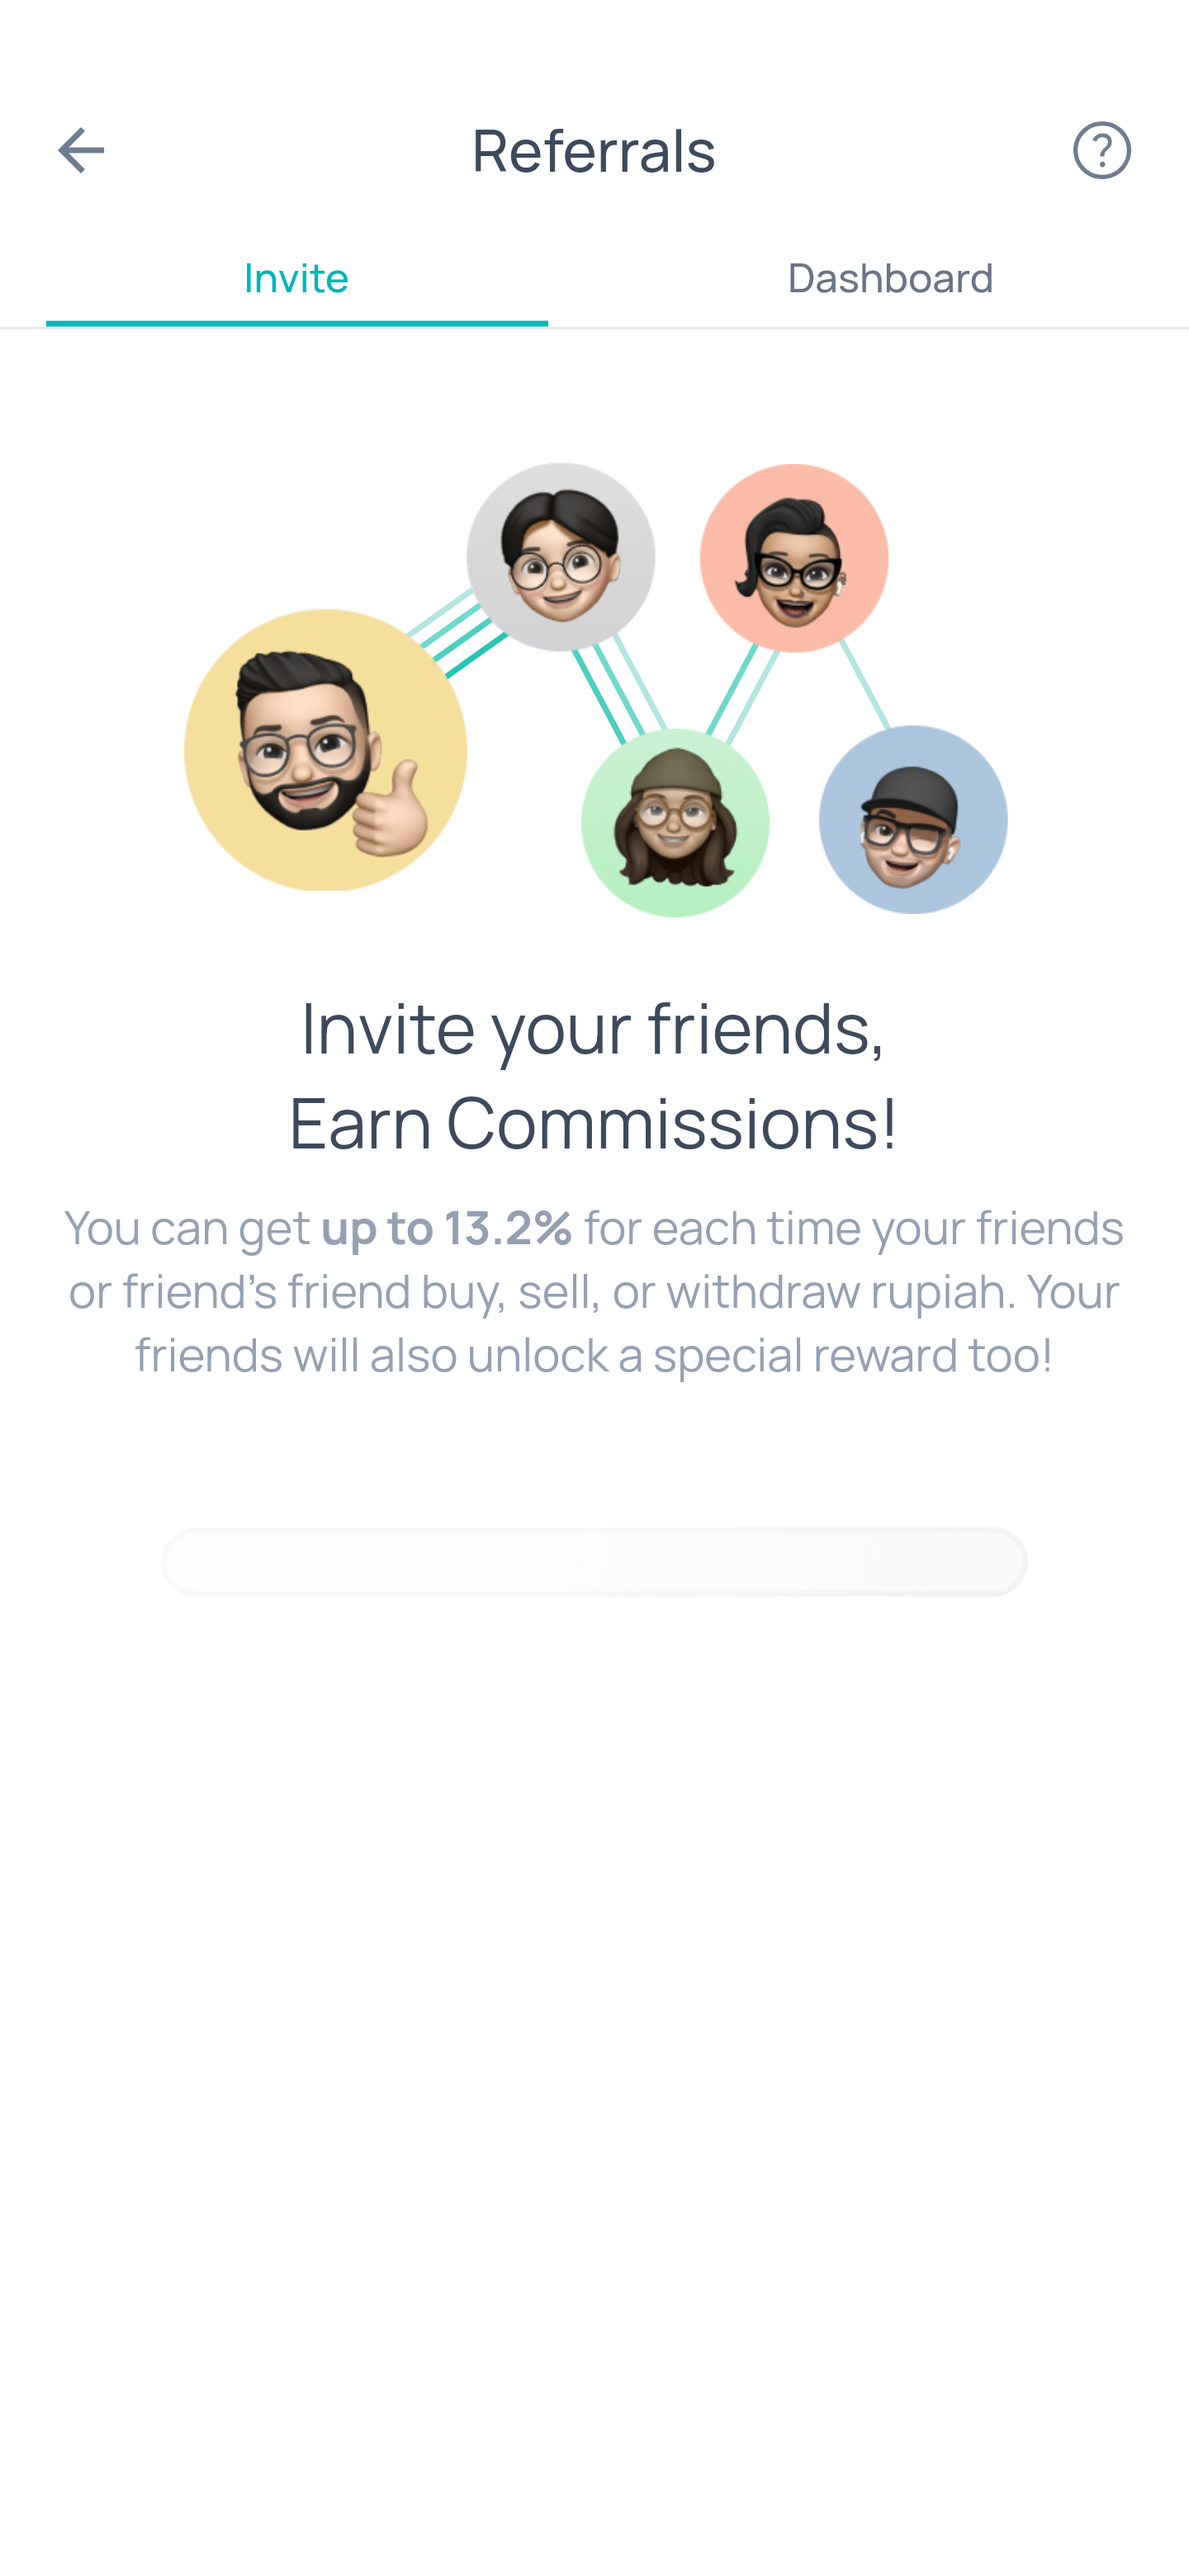 Referrals
Invite
Dashboard
Invite your friends,
Earn Commissions!
You can get up to 13.2% for each time your friends
or friend’s friend buy, sell, or withdraw rupiah. Your
friends will also unlock a special reward too!